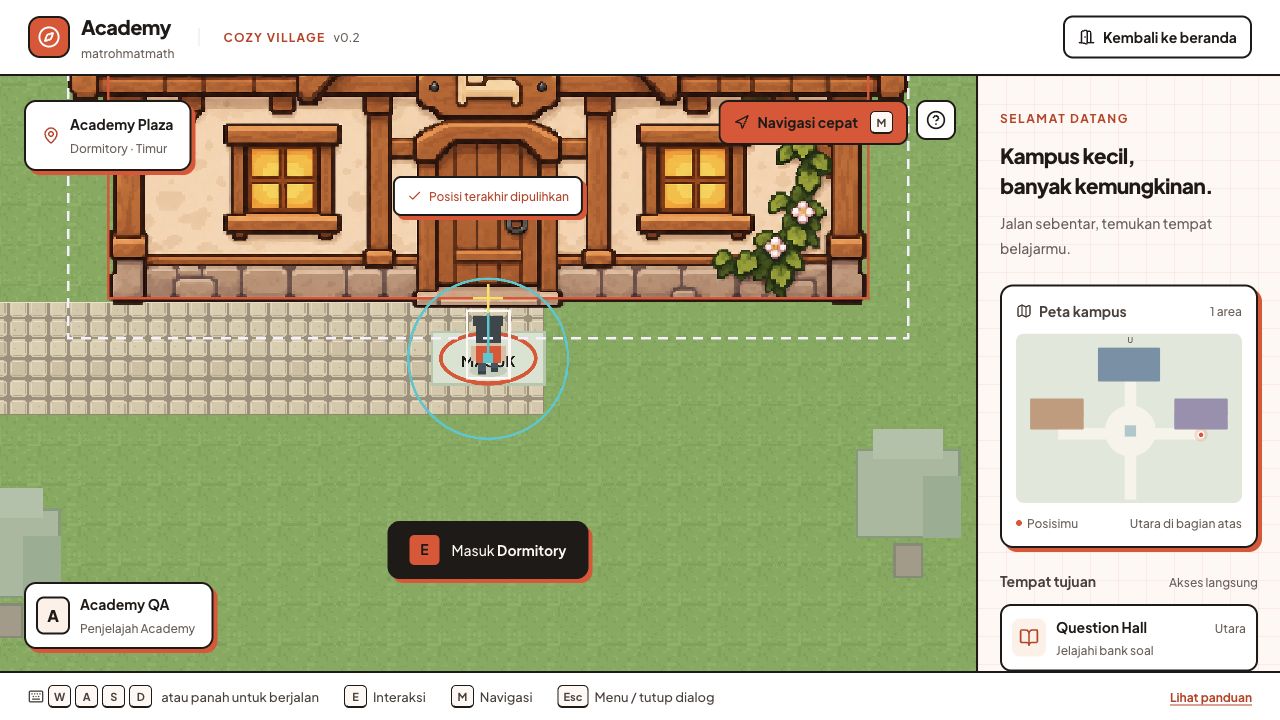 Academy
matrohmatmath
COZY VILLAGE v0.2
Kembali ke beranda
Academy Plaza
Dormitory · Timur
Navigasi cepat M
Posisi terakhir dipulihkan
MASUK
E Masuk Dormitory
A
Academy QA
Penjelajah Academy
SELAMAT DATANG
Kampus kecil,
banyak kemungkinan.
Jalan sebentar, temukan tempat
belajarmu.
Peta kampus 1 area
U
Posisimu Utara di bagian atas
Tempat tujuan Akses langsung
Question Hall Utara
Jelajahi bank soal
W A S D atau panah untuk berjalan E Interaksi M Navigasi Esc Menu / tutup dialog
Lihat panduan